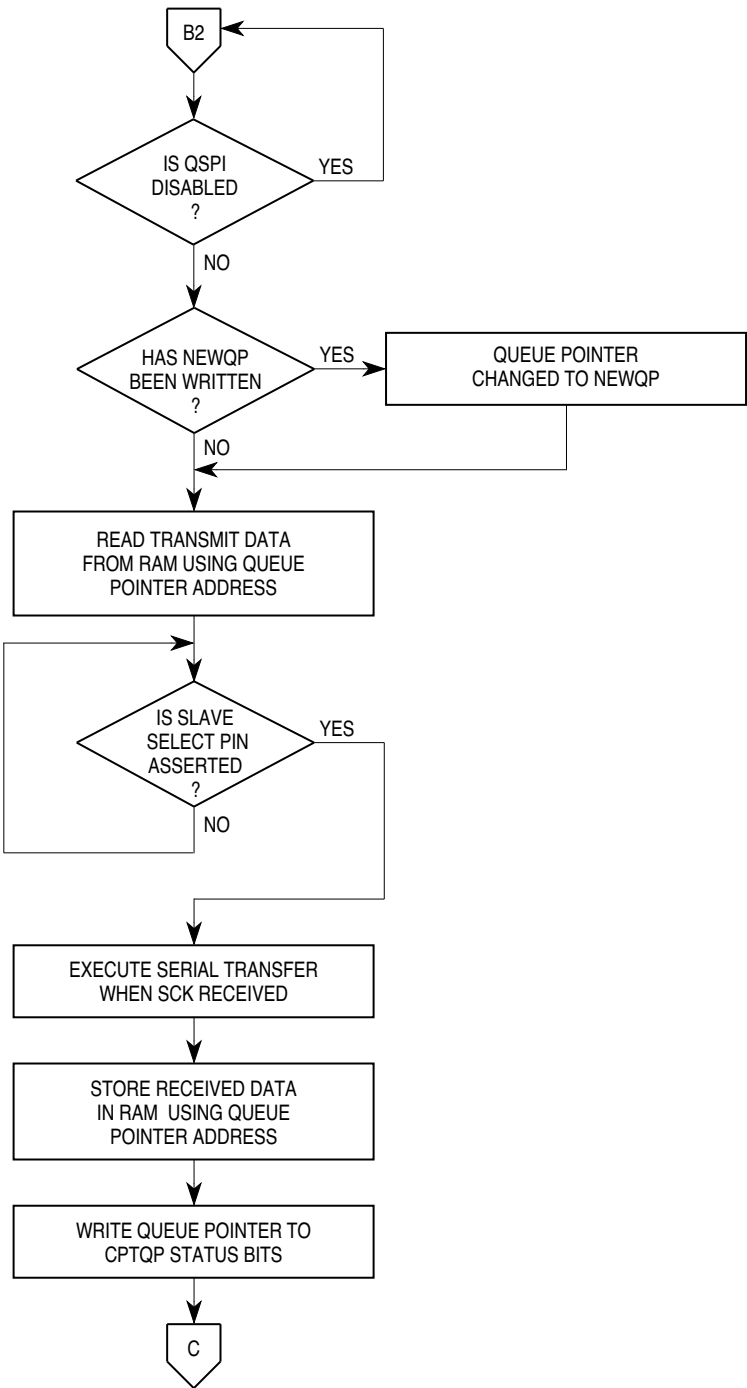 B2
IS QSPI
DISABLED
?
YES
NO
HAS NEWQP
BEEN WRITTEN
?
YES
NO
QUEUE POINTER
CHANGED TO NEWQP
READ TRANSMIT DATA
FROM RAM USING QUEUE
POINTER ADDRESS
IS SLAVE
SELECT PIN
ASSERTED
?
YES
NO
EXECUTE SERIAL TRANSFER
WHEN SCK RECEIVED
STORE RECEIVED DATA
IN RAM USING QUEUE
POINTER ADDRESS
WRITE QUEUE POINTER TO
CPTQP STATUS BITS
C